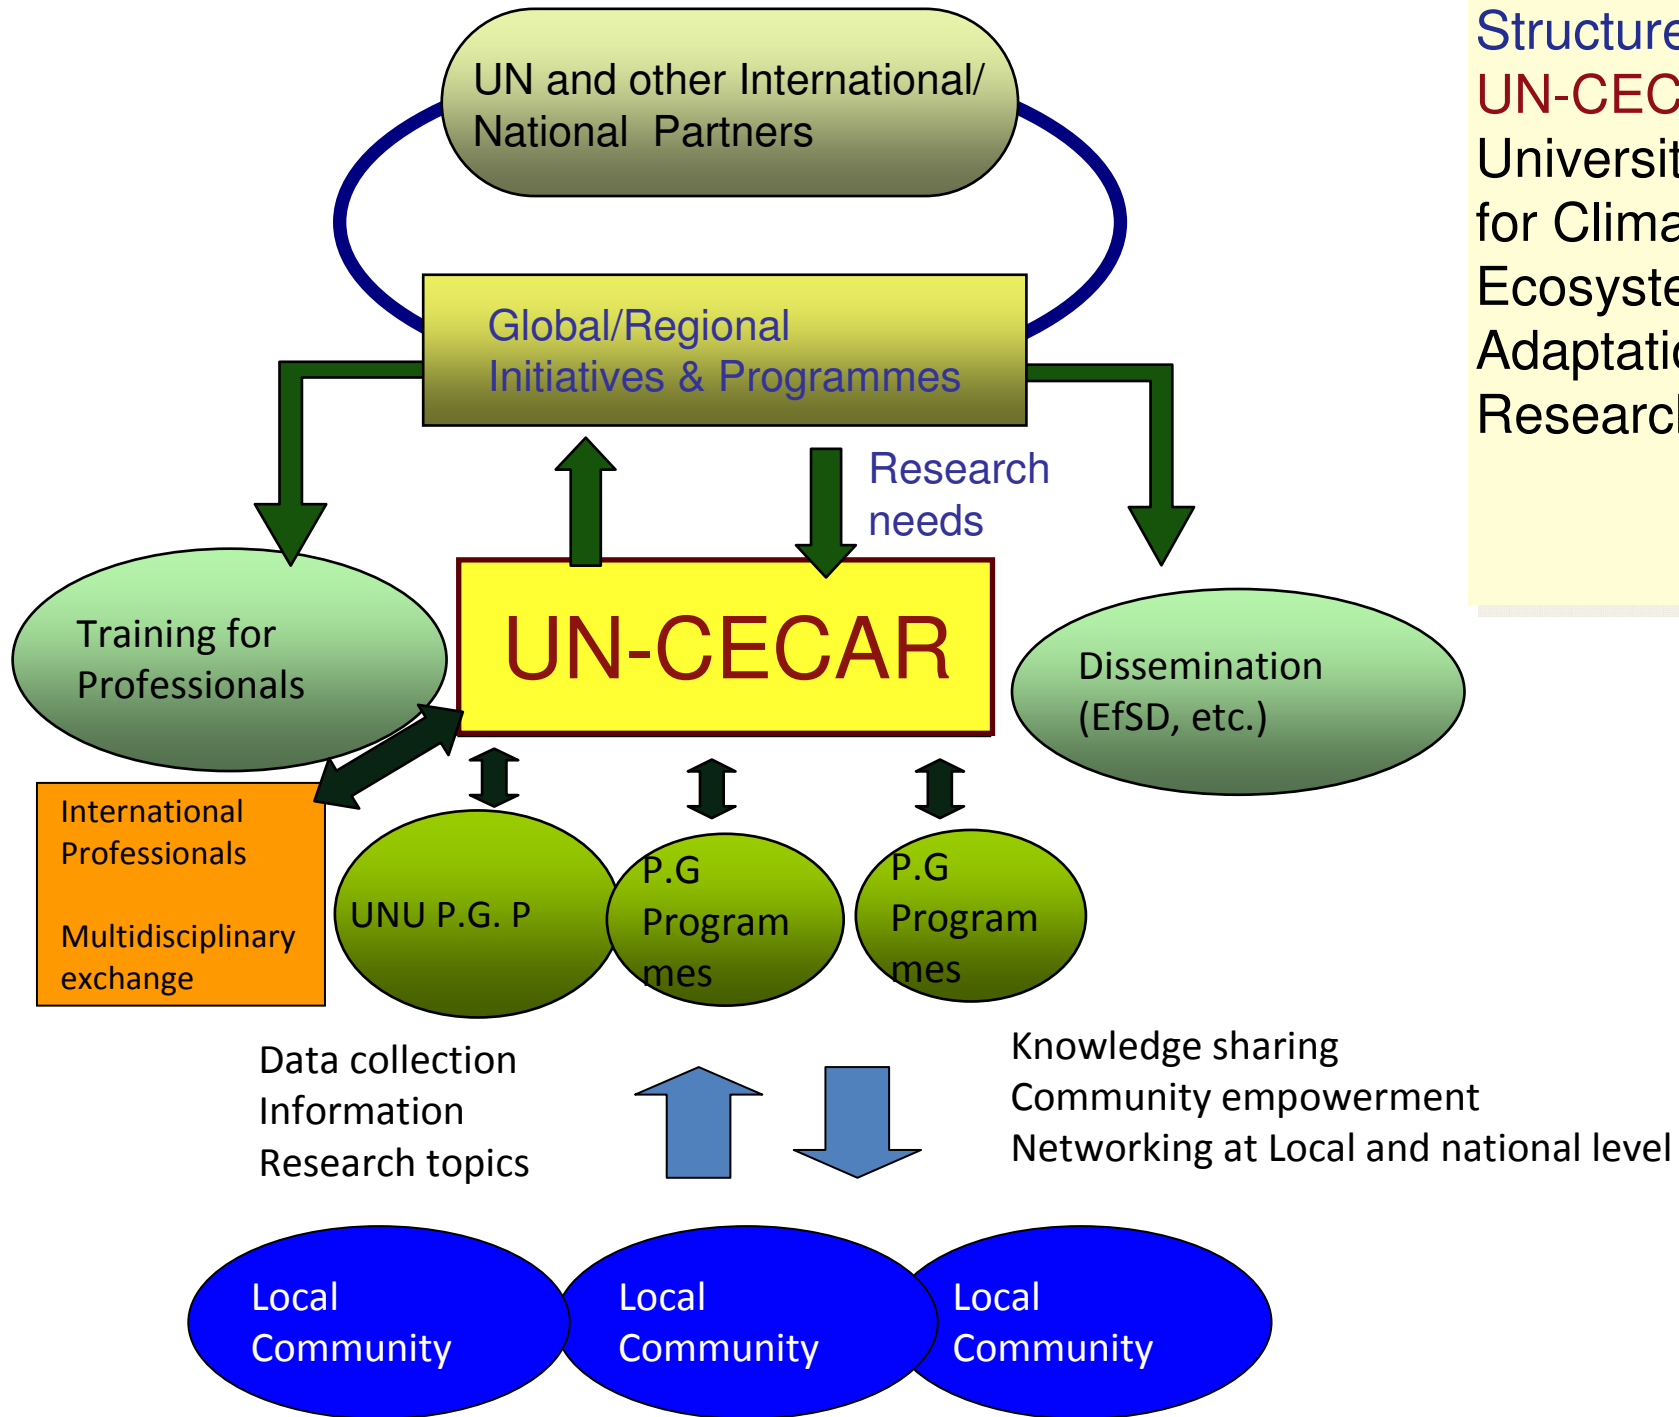 UN and other International/
National Partners
Structure
UN-CEC
Universit
for Clima
Ecosyste
Adaptatio
Research
Global/Regional
Initiatives & Programmes
Research
needs
Training for
Professionals
UN-CECAR
Dissemination
(EfSD, etc.)
International
Professionals
Multidisciplinary
exchange
UNU P.G. P
P.G
Program
mes
P.G
Program
mes
Data collection
Information
Research topics
Knowledge sharing
Community empowerment
Networking at Local and national level
Local
Community
Local
Community
Local
Community